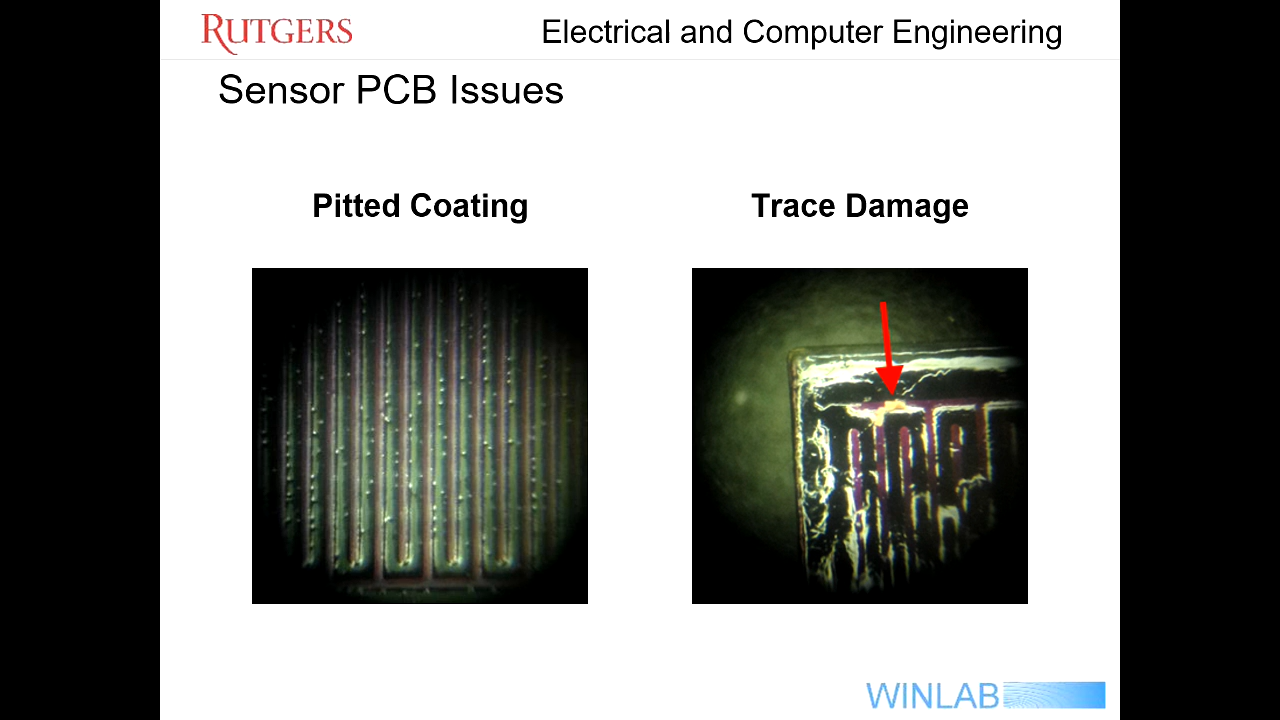 RUTGERS
Electrical and Computer Engineering
Sensor PCB Issues
Pitted Coating
Trace Damage
WINLAB